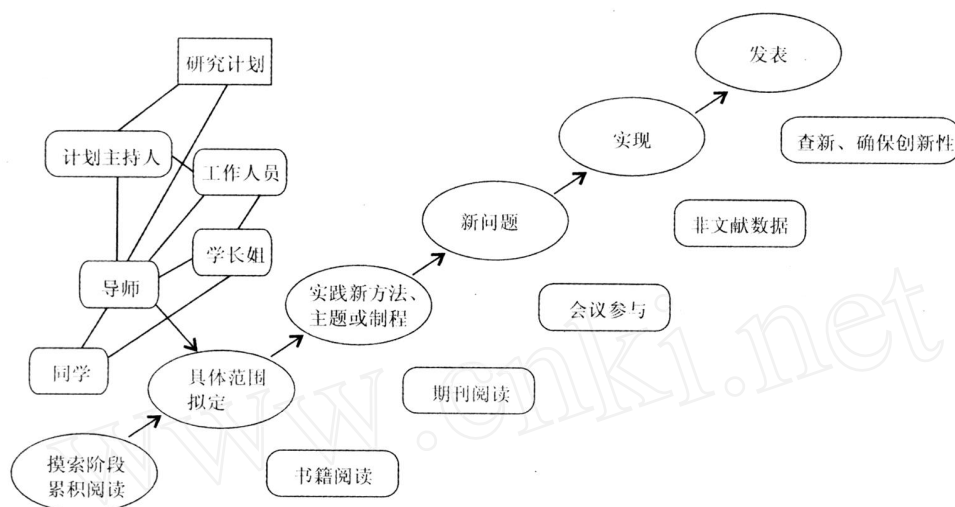 研究计划
发表
计划主持人
工作人员
实现
查新、确保创新性
新问题
非文献数据
学长姐
导师
实践新方法、
主题或制程
会议参与
同学
具体范围
拟定
期刊阅读
摸索阶段
累积阅读
书籍阅读
www.cnki.net